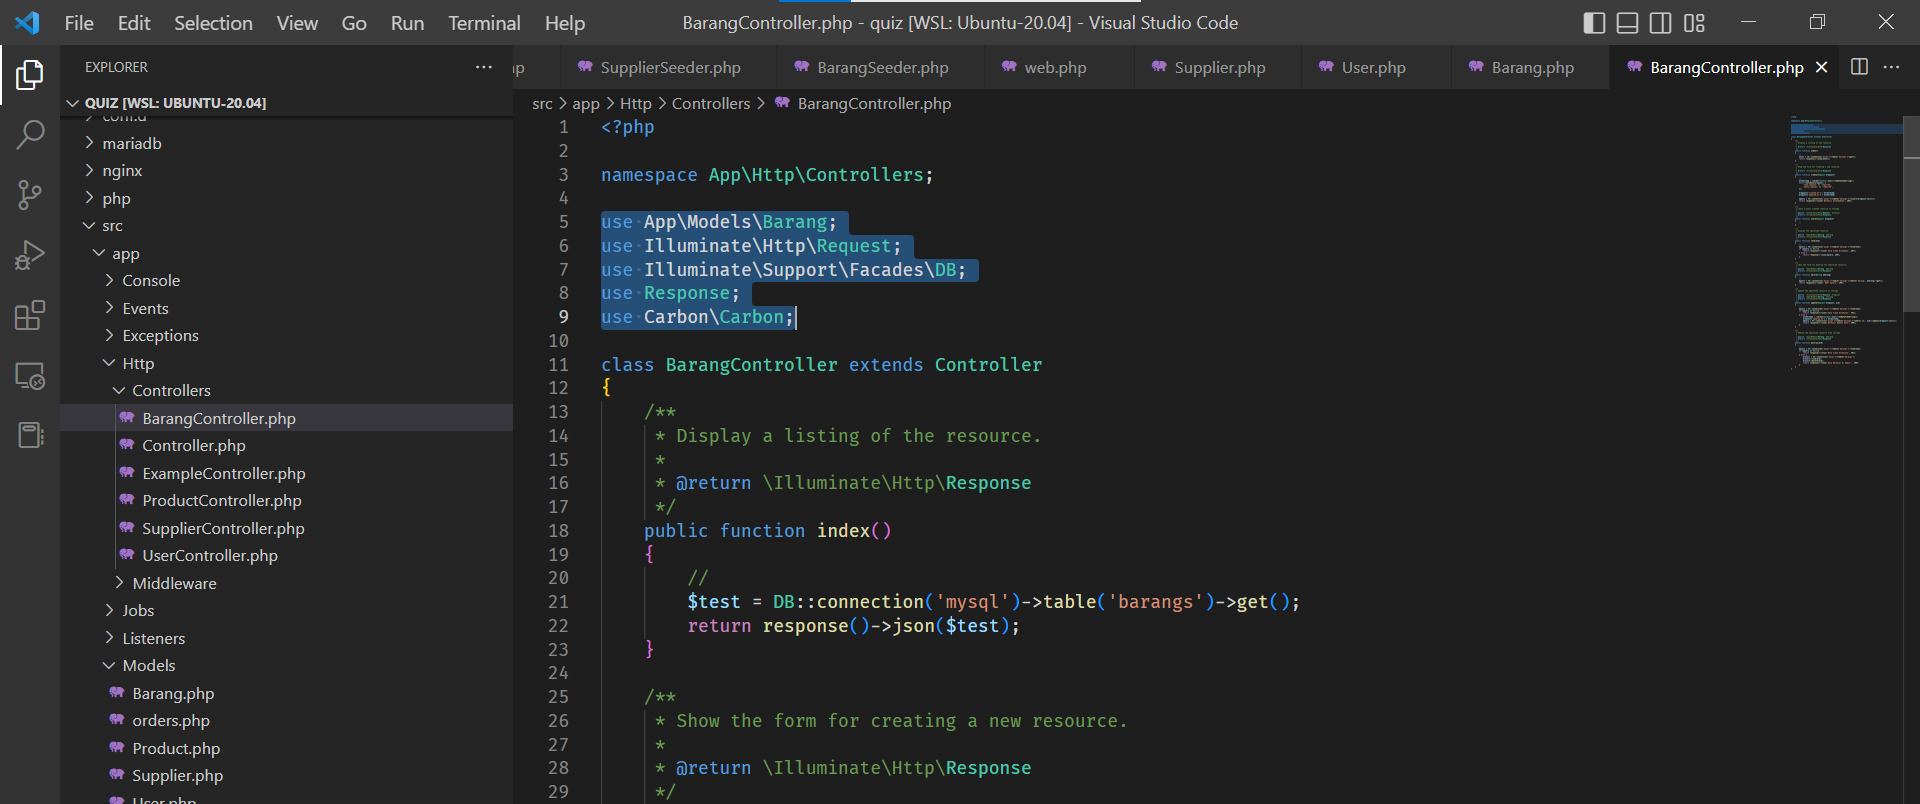 File Edit Selection View Go Run Terminal Help BarangController.php - quiz [WSL: Ubuntu-20.04] - Visual Studio Code
EXPLORER
QUIZ [WSL: UBUNTU-20.04]
mariadb
nginx
php
src
app
Console
Events
Exceptions
Http
Controllers
BarangController.php
Controller.php
ExampleController.php
ProductController.php
SupplierController.php
UserController.php
Middleware
Jobs
Listeners
Models
Barang.php
orders.php
Product.php
Supplier.php
User.php
SupplierSeeder.php BarangSeeder.php web.php Supplier.php User.php Barang.php BarangController.php
src > app > Http > Controllers > BarangController.php
1 <?php
2
3 namespace App\Http\Controllers;
4
5 use App\Models\Barang;
6 use Illuminate\Http\Request;
7 use Illuminate\Support\Facades\DB;
8 use Response;
9 use Carbon\Carbon;
10
11 class BarangController extends Controller
12 {
13 /**
14 * Display a listing of the resource.
15 *
16 * @return \Illuminate\Http\Response
17 */
18 public function index()
19 {
20 //
21 $test = DB::connection('mysql')->table('barangs')->get();
22 return response()->json($test);
23 }
24
25 /**
26 * Show the form for creating a new resource.
27 *
28 * @return \Illuminate\Http\Response
29 */